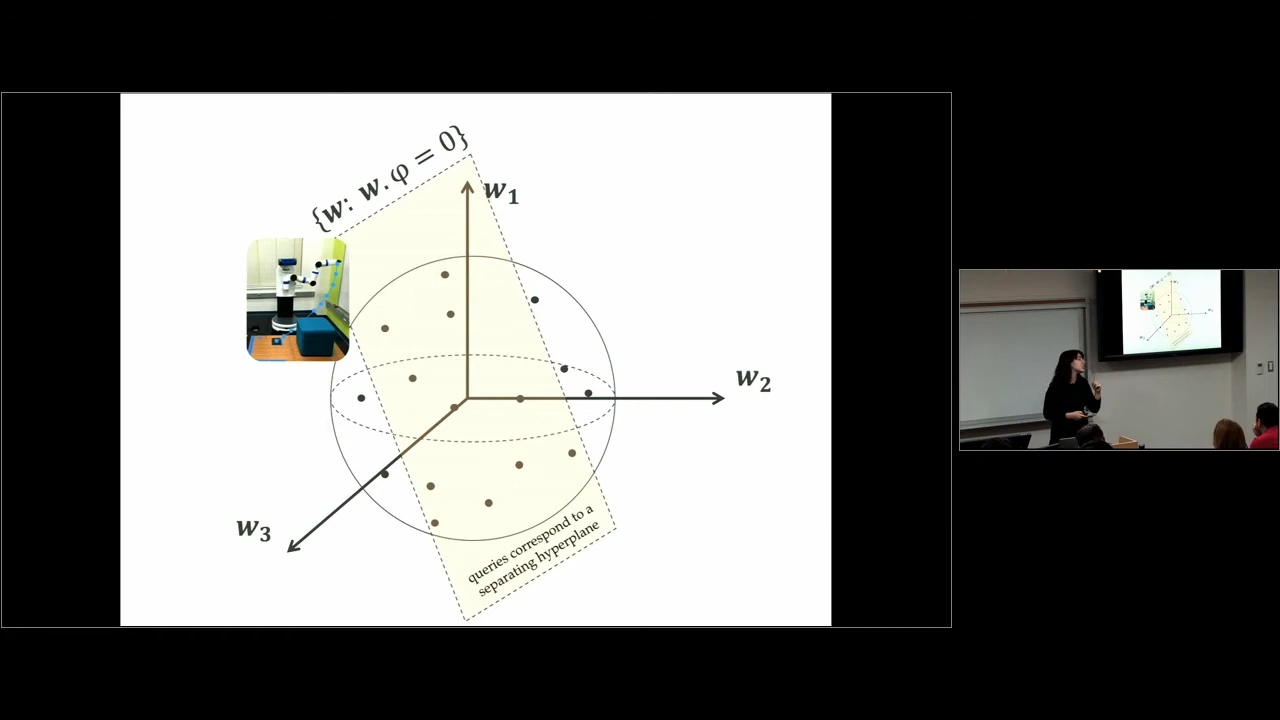 {w: w. φ = 0}
w₁
w₂
w₃
queries correspond to a
separating hyperplane